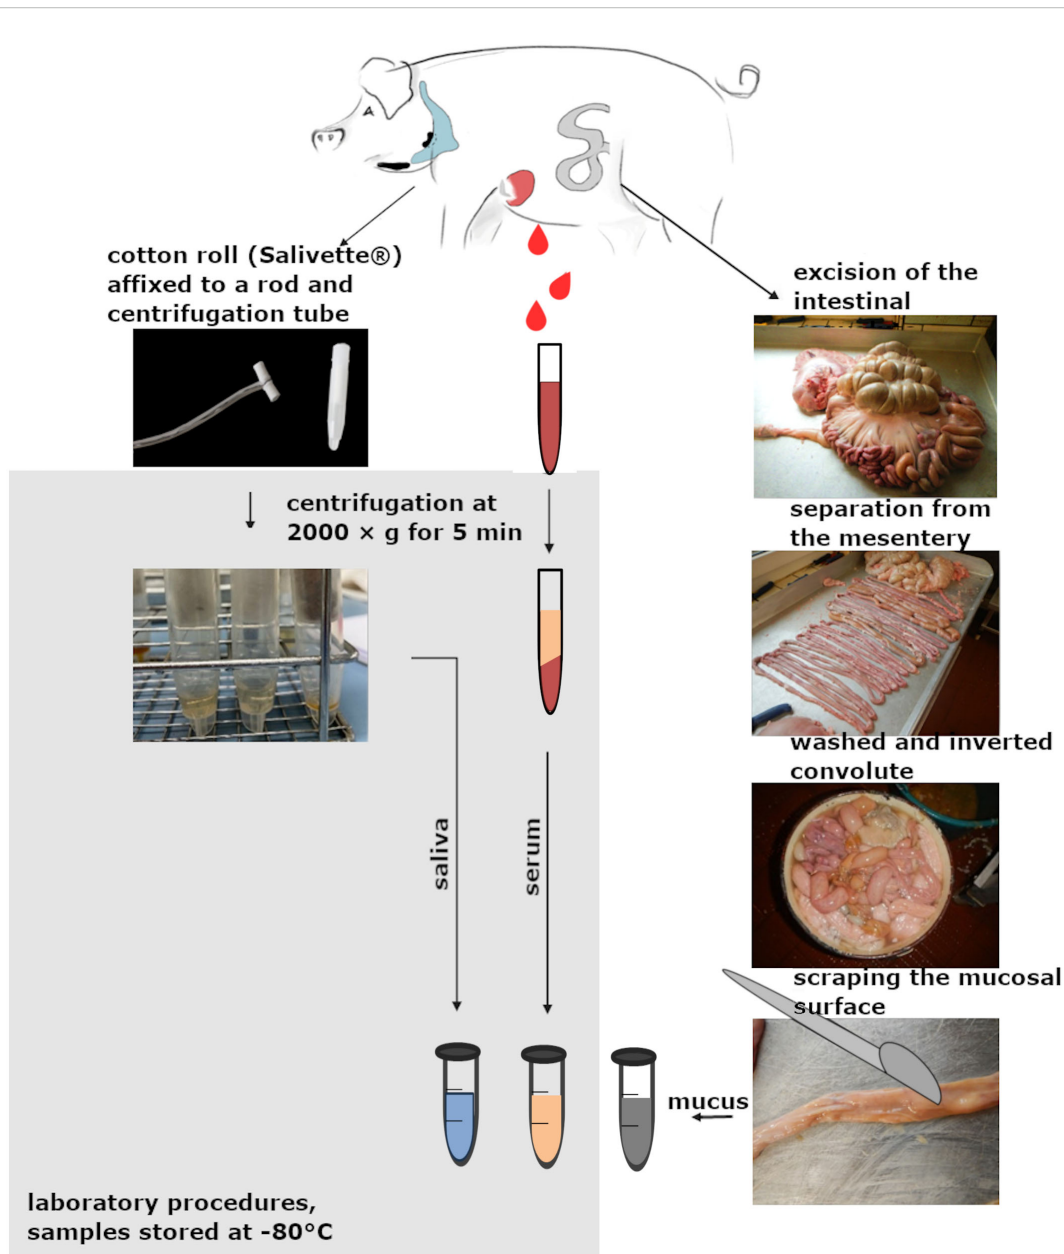 cotton roll (Salivette®)
affixed to a rod and
centrifugation tube
excision of the
intestinal
centrifugation at
2000 × g for 5 min
separation from
the mesentery
washed and inverted
convolute
saliva
serum
scraping the mucosal
surface
mucus
laboratory procedures,
samples stored at -80°C